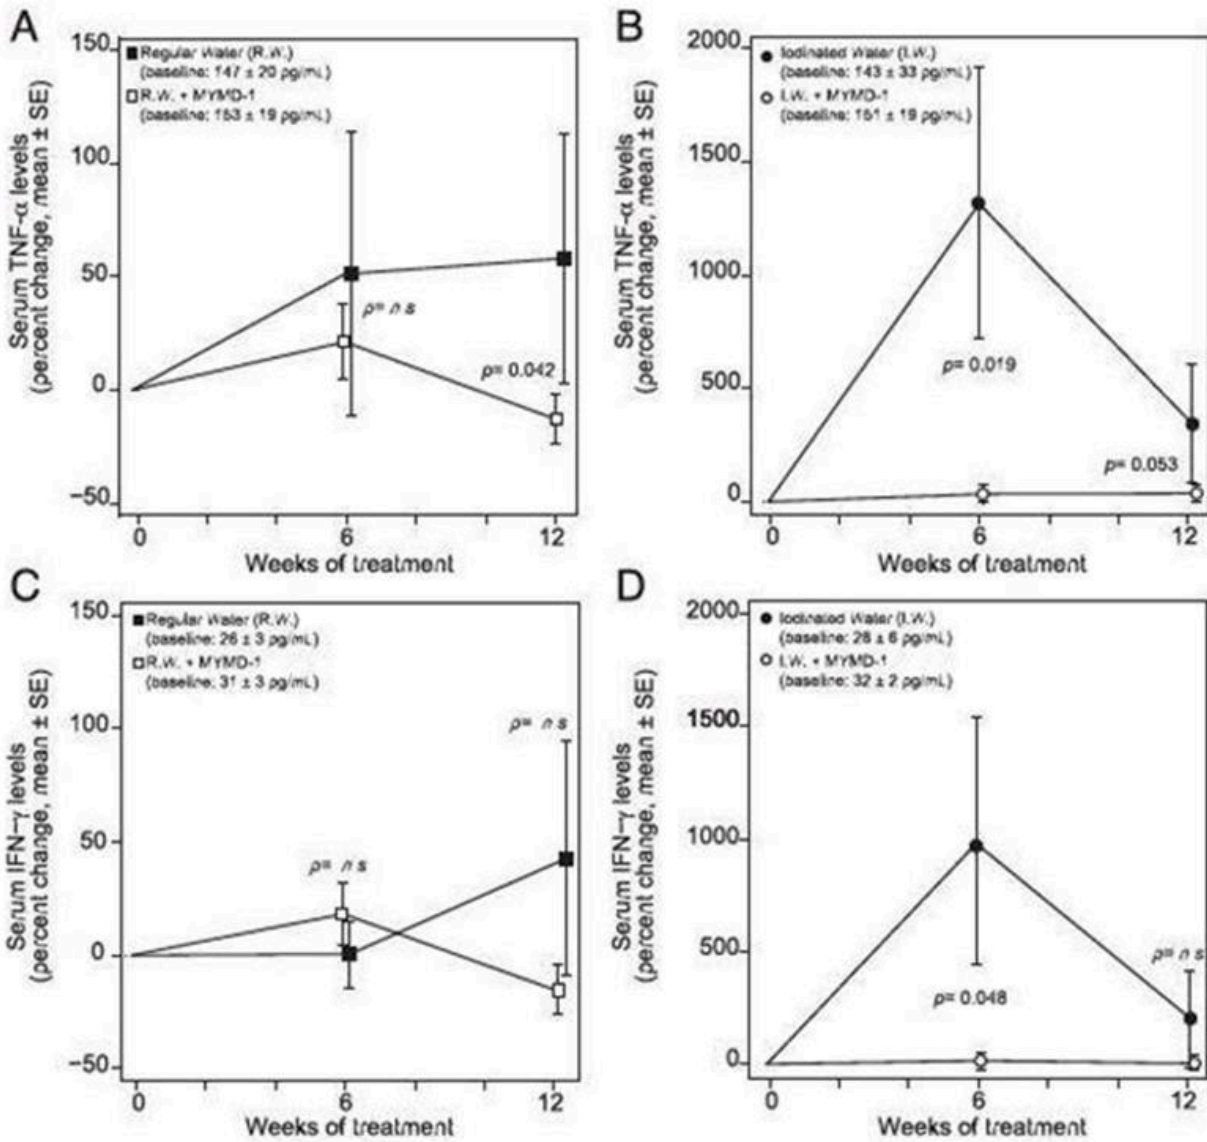 A
Serum TNF-α levels
(percent change, mean ± SE)
150
100
50
0
−50
■ Regular Water (R.W.)
(baseline: 147 ± 20 pg/mL)
□ R.W. + MYMD-1
(baseline: 153 ± 19 pg/mL)
p= n s
p= 0.042
0 6 12
Weeks of treatment
B
Serum TNF-α levels
(percent change, mean ± SE)
2000
1500
1000
500
0
● Iodinated Water (I.W.)
(baseline: 143 ± 33 pg/mL)
○ I.W. + MYMD-1
(baseline: 151 ± 19 pg/mL)
p= 0.019
p= 0.053
0 6 12
Weeks of treatment
C
Serum IFN−γ levels
(percent change, mean ± SE)
150
100
50
0
−50
■ Regular Water (R.W.)
(baseline: 26 ± 3 pg/mL)
□ R.W. + MYMD-1
(baseline: 31 ± 3 pg/mL)
p= n s
p= n s
0 6 12
Weeks of treatment
D
Serum IFN−γ levels
(percent change, mean ± SE)
2000
1500
1000
500
0
● Iodinated Water (I.W.)
(baseline: 28 ± 6 pg/mL)
○ I.W. + MYMD-1
(baseline: 32 ± 2 pg/mL)
p= n s
p= 0.048
0 6 12
Weeks of treatment